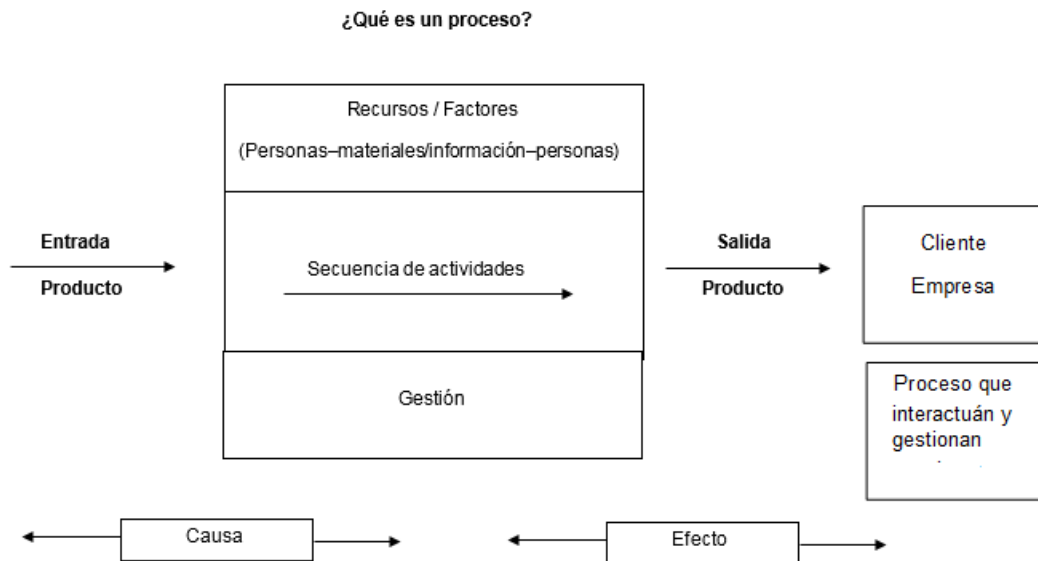 ¿Qué es un proceso?
Recursos / Factores
(Personas–materiales/información–personas)
Entrada
Producto
Secuencia de actividades
Salida
Producto
Cliente
Empresa
Gestión
Proceso que
interactuán y
gestionan
Causa
Efecto